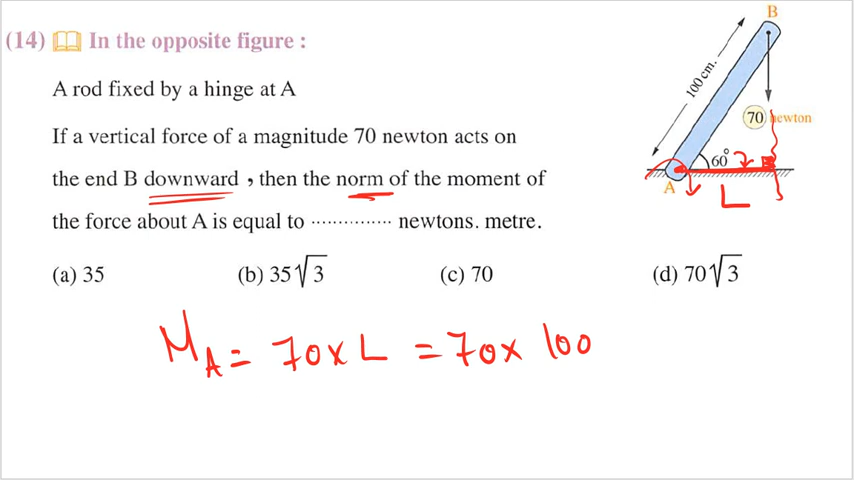 (14) In the opposite figure :
A rod fixed by a hinge at A
If a vertical force of a magnitude 70 newton acts on
the end B downward , then the norm of the moment of
the force about A is equal to ·············· newtons. metre.
(a) 35 (b) 35√3 (c) 70 (d) 70√3
B
100 cm.
70 newton
60°
A
L
M_A = 70 × L = 70 × 100